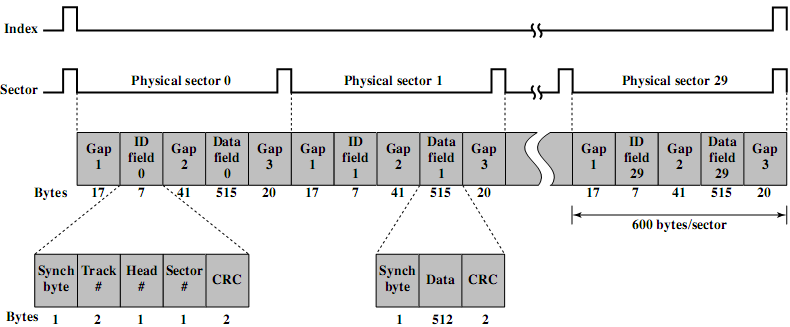 Index
Sector
Physical sector 0
Physical sector 1
Physical sector 29
Gap 1
ID field 0
Gap 2
Data field 0
Gap 3
Gap 1
ID field 1
Gap 2
Data field 1
Gap 3
Gap 1
ID field 29
Gap 2
Data field 29
Gap 3
Bytes 17 7 41 515 20 17 7 41 515 20 17 7 41 515 20
600 bytes/sector
Synch byte
Track #
Head #
Sector #
CRC
Bytes 1 2 1 1 2
Synch byte
Data
CRC
1 512 2